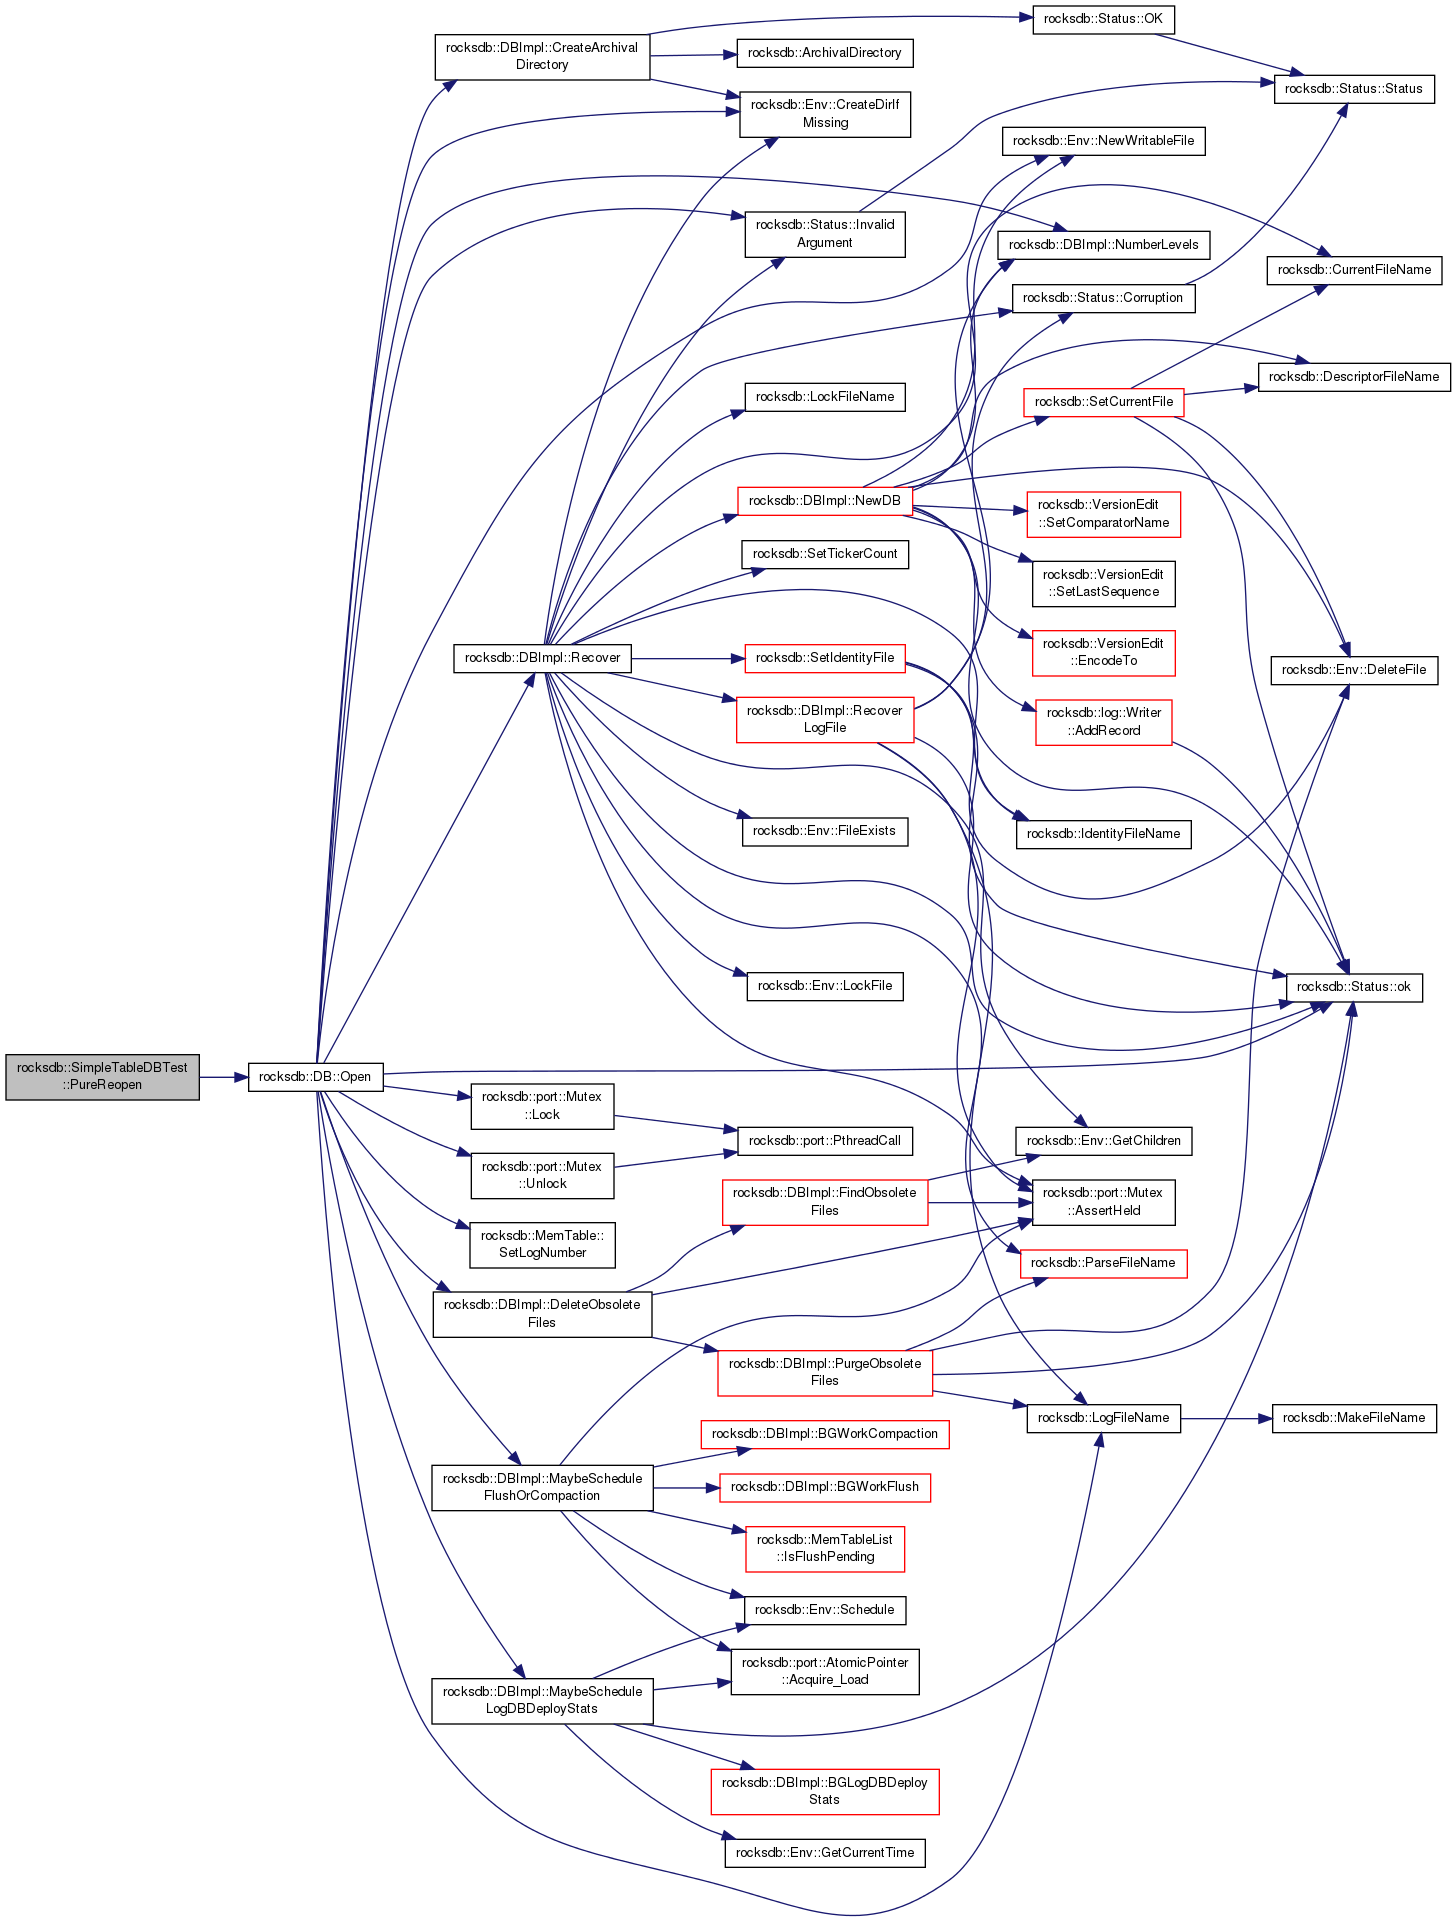 rocksdb::SimpleTableDBTest
::PureReopen
rocksdb::DB::Open
rocksdb::DBImpl::CreateArchival
Directory
rocksdb::DBImpl::Recover
rocksdb::port::Mutex
::Lock
rocksdb::port::Mutex
::Unlock
rocksdb::MemTable::
SetLogNumber
rocksdb::DBImpl::DeleteObsolete
Files
rocksdb::DBImpl::MaybeSchedule
FlushOrCompaction
rocksdb::DBImpl::MaybeSchedule
LogDBDeployStats
rocksdb::ArchivalDirectory
rocksdb::Env::CreateDirIf
Missing
rocksdb::Status::Invalid
Argument
rocksdb::LockFileName
rocksdb::DBImpl::NewDB
rocksdb::SetTickerCount
rocksdb::SetIdentityFile
rocksdb::DBImpl::Recover
LogFile
rocksdb::Env::FileExists
rocksdb::Env::LockFile
rocksdb::port::PthreadCall
rocksdb::DBImpl::FindObsolete
Files
rocksdb::DBImpl::PurgeObsolete
Files
rocksdb::DBImpl::BGWorkCompaction
rocksdb::DBImpl::BGWorkFlush
rocksdb::MemTableList
::IsFlushPending
rocksdb::Env::Schedule
rocksdb::port::AtomicPointer
::Acquire_Load
rocksdb::DBImpl::BGLogDBDeploy
Stats
rocksdb::Env::GetCurrentTime
rocksdb::Status::OK
rocksdb::Env::NewWritableFile
rocksdb::DBImpl::NumberLevels
rocksdb::Status::Corruption
rocksdb::SetCurrentFile
rocksdb::VersionEdit
::SetComparatorName
rocksdb::VersionEdit
::SetLastSequence
rocksdb::VersionEdit
::EncodeTo
rocksdb::log::Writer
::AddRecord
rocksdb::IdentityFileName
rocksdb::Env::GetChildren
rocksdb::port::Mutex
::AssertHeld
rocksdb::ParseFileName
rocksdb::LogFileName
rocksdb::Status::Status
rocksdb::CurrentFileName
rocksdb::DescriptorFileName
rocksdb::Env::DeleteFile
rocksdb::Status::ok
rocksdb::MakeFileName